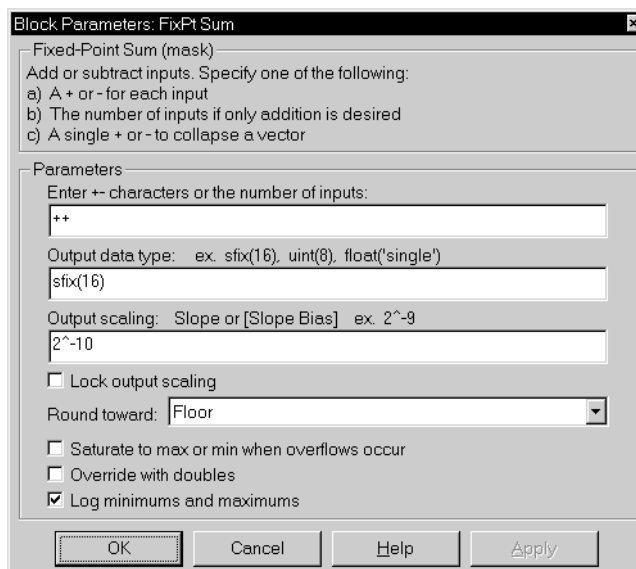 Block Parameters: FixPt Sum
Fixed-Point Sum (mask)
Add or subtract inputs. Specify one of the following:
a) A + or - for each input
b) The number of inputs if only addition is desired
c) A single + or - to collapse a vector
Parameters
Enter +- characters or the number of inputs:
++
Output data type: ex. sfix(16), uint(8), float('single')
sfix(16)
Output scaling: Slope or [Slope Bias] ex. 2^-9
2^-10
Lock output scaling
Round toward: Floor
Saturate to max or min when overflows occur
Override with doubles
Log minimums and maximums
OK Cancel Help Apply